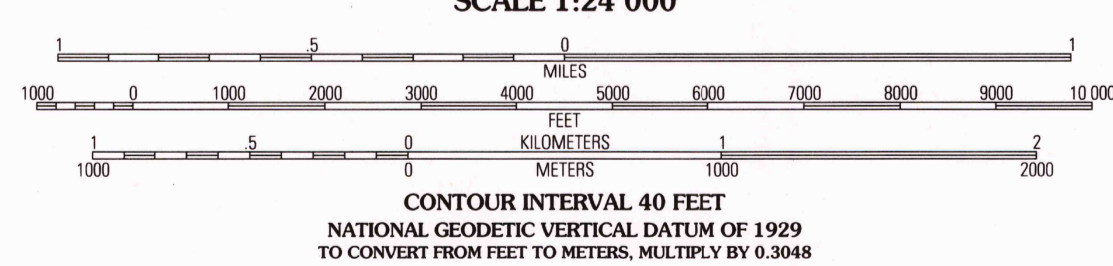 SCALE 1:24 000
1 .5 0 1
MILES
1000 0 1000 2000 3000 4000 5000 6000 7000 8000 9000 10 000
FEET
1 .5 0 KILOMETERS 1 2
1000 0 METERS 1000 2000
CONTOUR INTERVAL 40 FEET
NATIONAL GEODETIC VERTICAL DATUM OF 1929
TO CONVERT FROM FEET TO METERS, MULTIPLY BY 0.3048